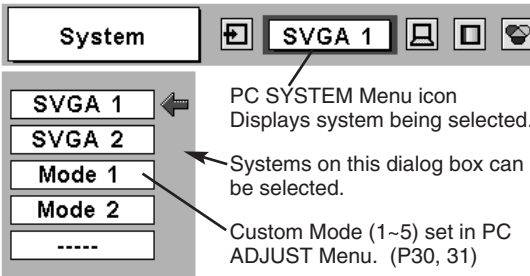 System
SVGA 1
SVGA 1
SVGA 2
Mode 1
Mode 2
-----
PC SYSTEM Menu icon
Displays system being selected.
Systems on this dialog box can
be selected.
Custom Mode (1~5) set in PC
ADJUST Menu. (P30, 31)